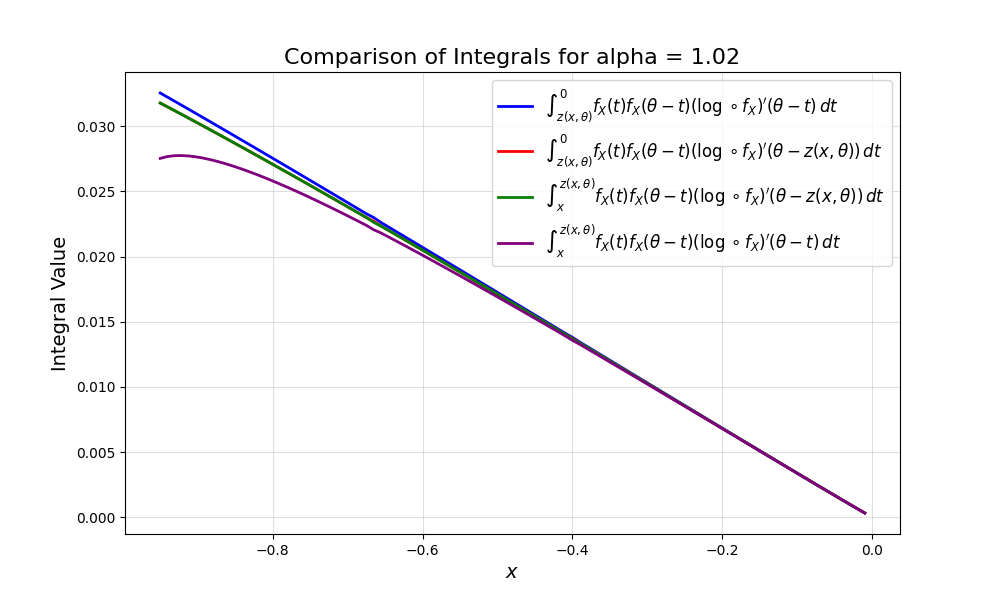 Comparison of Integrals for alpha = 1.02
Integral Value
0.030
0.025
0.020
0.015
0.010
0.005
0.000
∫_{z(x, θ)}^{0} f_X(t)f_X(θ − t)(log ∘ f_X)′(θ − t) dt
∫_{z(x, θ)}^{0} f_X(t)f_X(θ − t)(log ∘ f_X)′(θ − z(x, θ)) dt
∫_{x}^{z(x, θ)} f_X(t)f_X(θ − t)(log ∘ f_X)′(θ − z(x, θ)) dt
∫_{x}^{z(x, θ)} f_X(t)f_X(θ − t)(log ∘ f_X)′(θ − t) dt
−0.8 −0.6 −0.4 −0.2 0.0
x